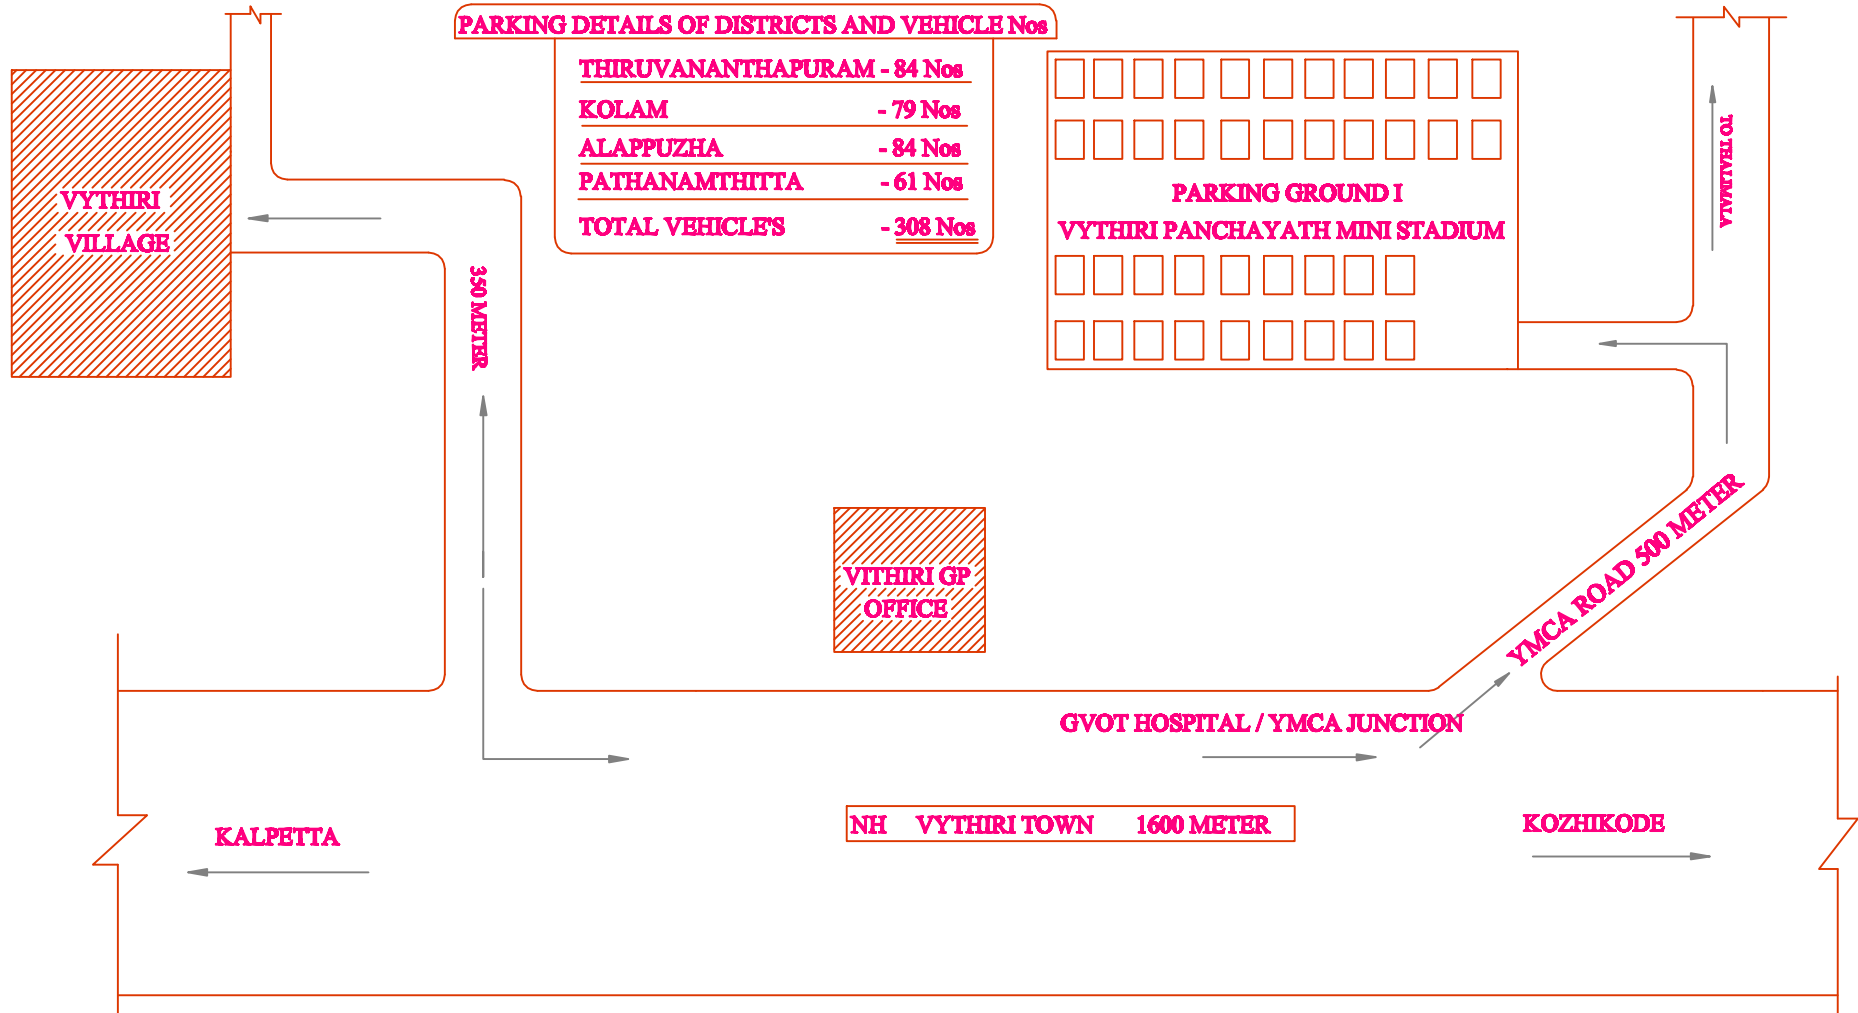 PARKING DETAILS OF DISTRICTS AND VEHICLE Nos
THIRUVANANTHAPURAM - 84 Nos
KOLAM - 79 Nos
ALAPPUZHA - 84 Nos
PATHANAMTHITTA - 61 Nos
TOTAL VEHICLE'S - 308 Nos
VYTHIRI
VILLAGE
350 METER
PARKING GROUND I
VYTHIRI PANCHAYATH MINI STADIUM
TO THALIMALA
VITHIRI GP
OFFICE
YMCA ROAD 500 METER
GVOT HOSPITAL / YMCA JUNCTION
NH VYTHIRI TOWN 1600 METER
KALPETTA
KOZHIKODE